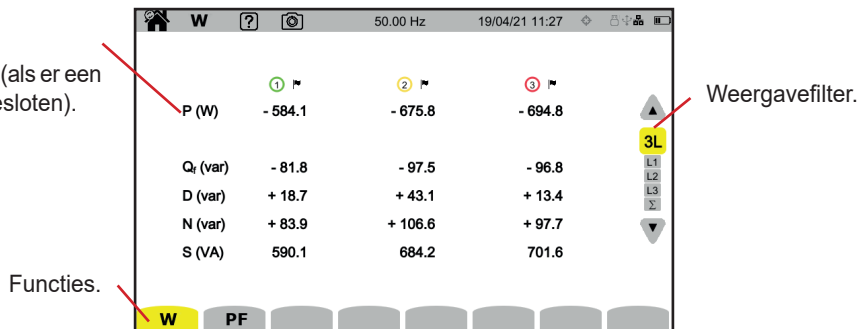 W ? 50.00 Hz 19/04/21 11:27
(als er een
esloten).
1 2 3
P (W) - 584.1 - 675.8 - 694.8
Weergavefilter.
3L
Qf (var) - 81.8 - 97.5 - 96.8
L1
L2
D (var) + 18.7 + 43.1 + 13.4
L3
Σ
N (var) + 83.9 + 106.6 + 97.7
S (VA) 590.1 684.2 701.6
Functies.
W PF